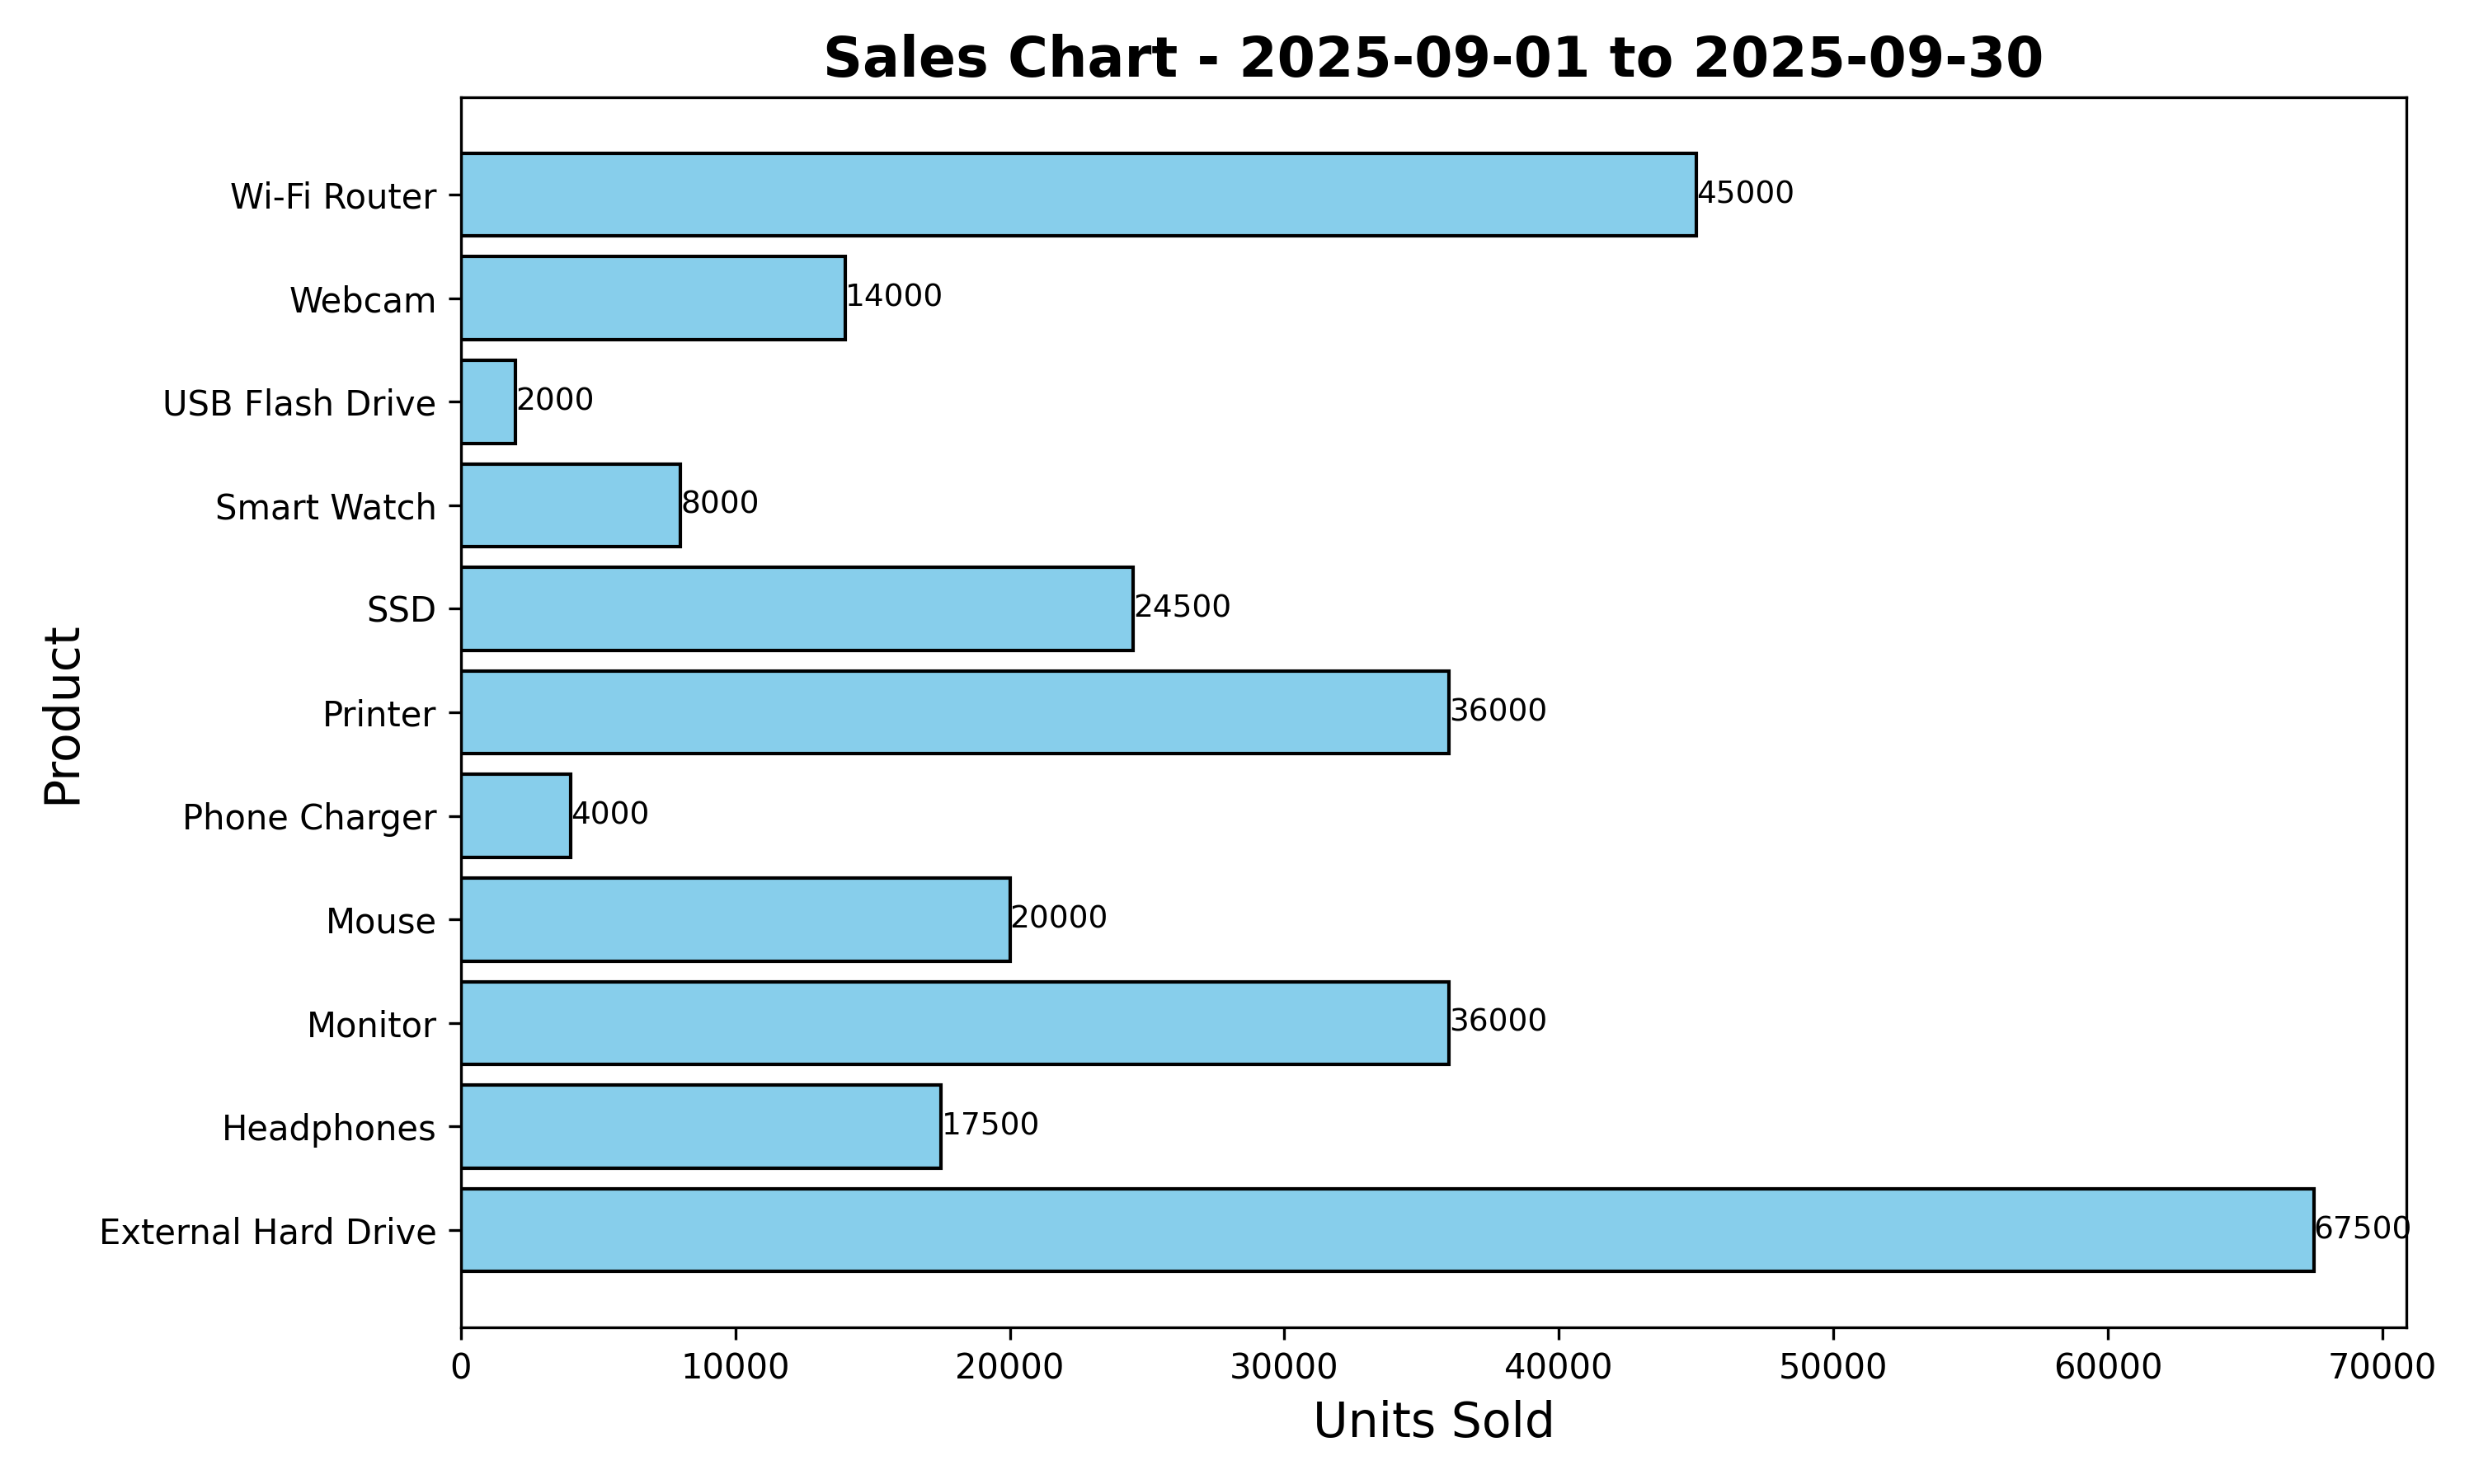 Sales Chart - 2025-09-01 to 2025-09-30
Product
Wi-Fi Router 45000
Webcam 14000
USB Flash Drive 2000
Smart Watch 8000
SSD 24500
Printer 36000
Phone Charger 4000
Mouse 20000
Monitor 36000
Headphones 17500
External Hard Drive 67500
0 10000 20000 30000 40000 50000 60000 70000
Units Sold